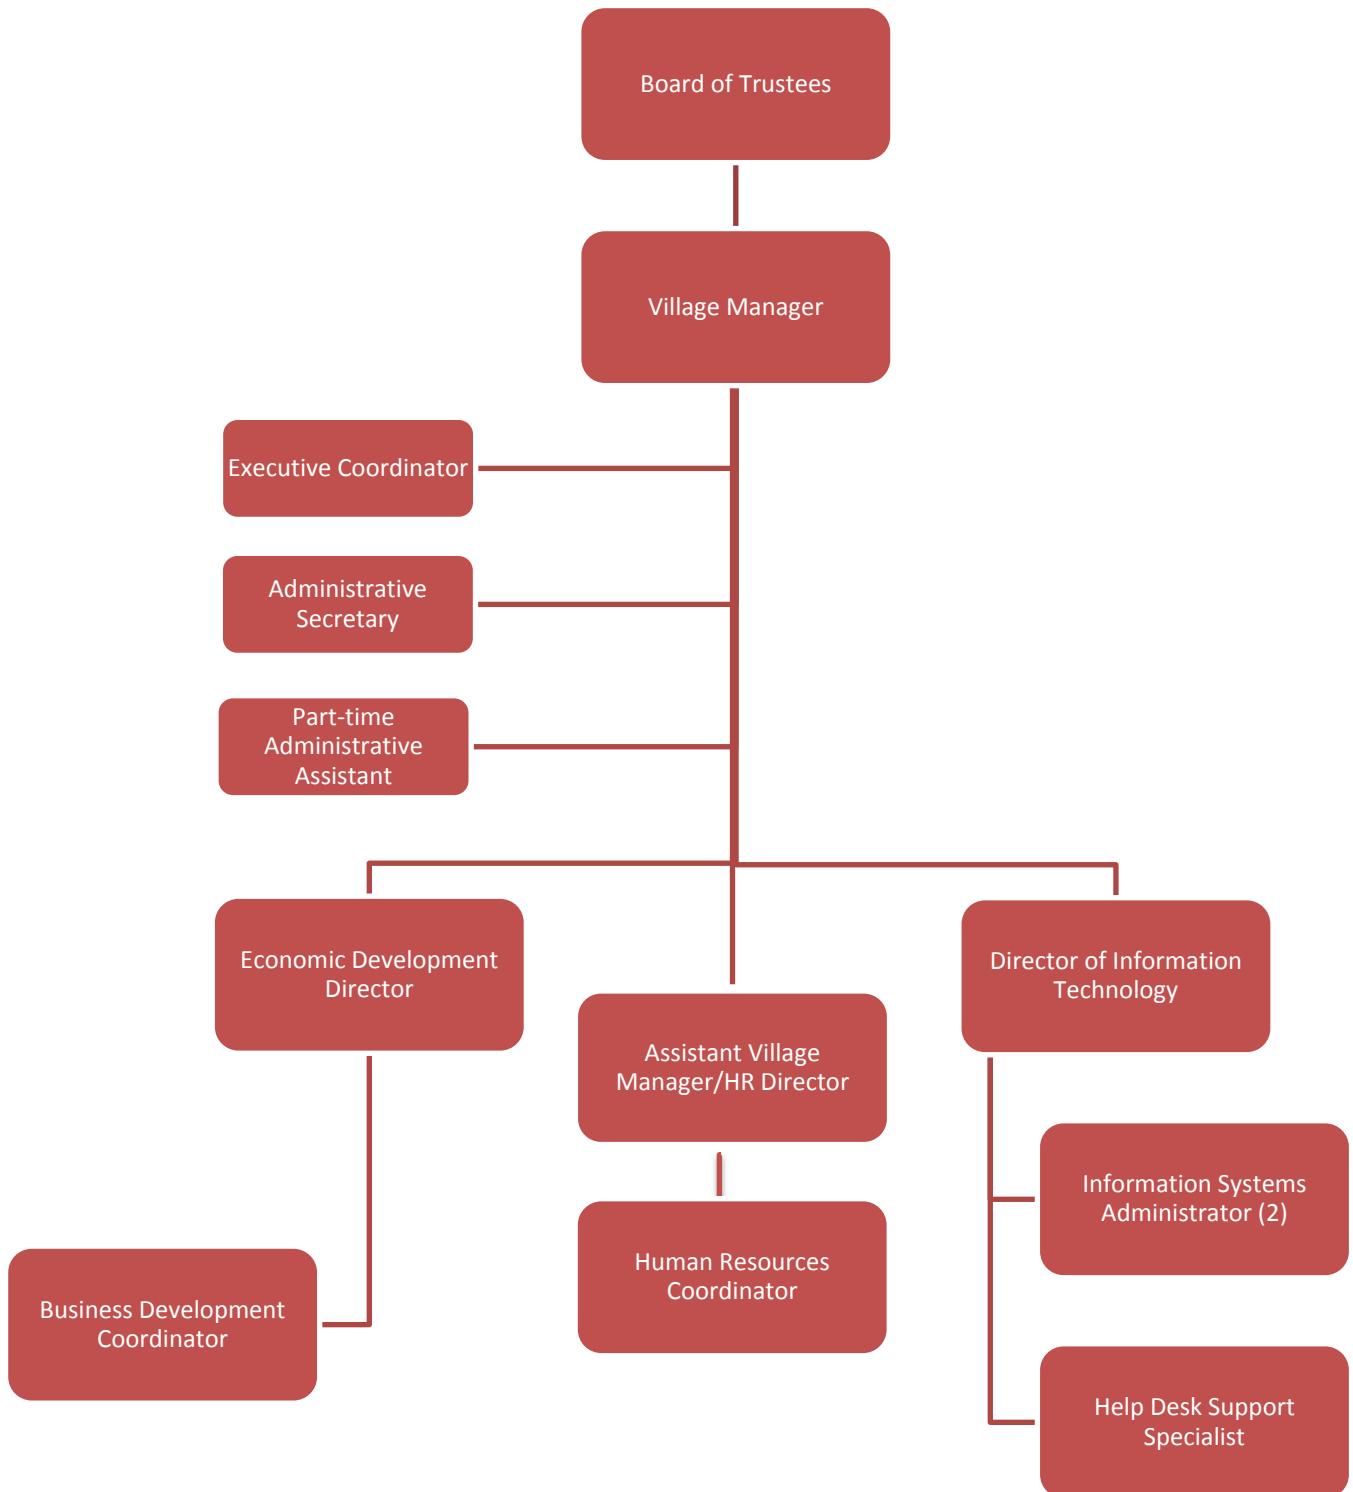 Board of Trustees
Village Manager
Executive Coordinator
Administrative
Secretary
Part-time
Administrative
Assistant
Economic Development
Director
Director of Information
Technology
Assistant Village
Manager/HR Director
Information Systems
Administrator (2)
Human Resources
Coordinator
Business Development
Coordinator
Help Desk Support
Specialist